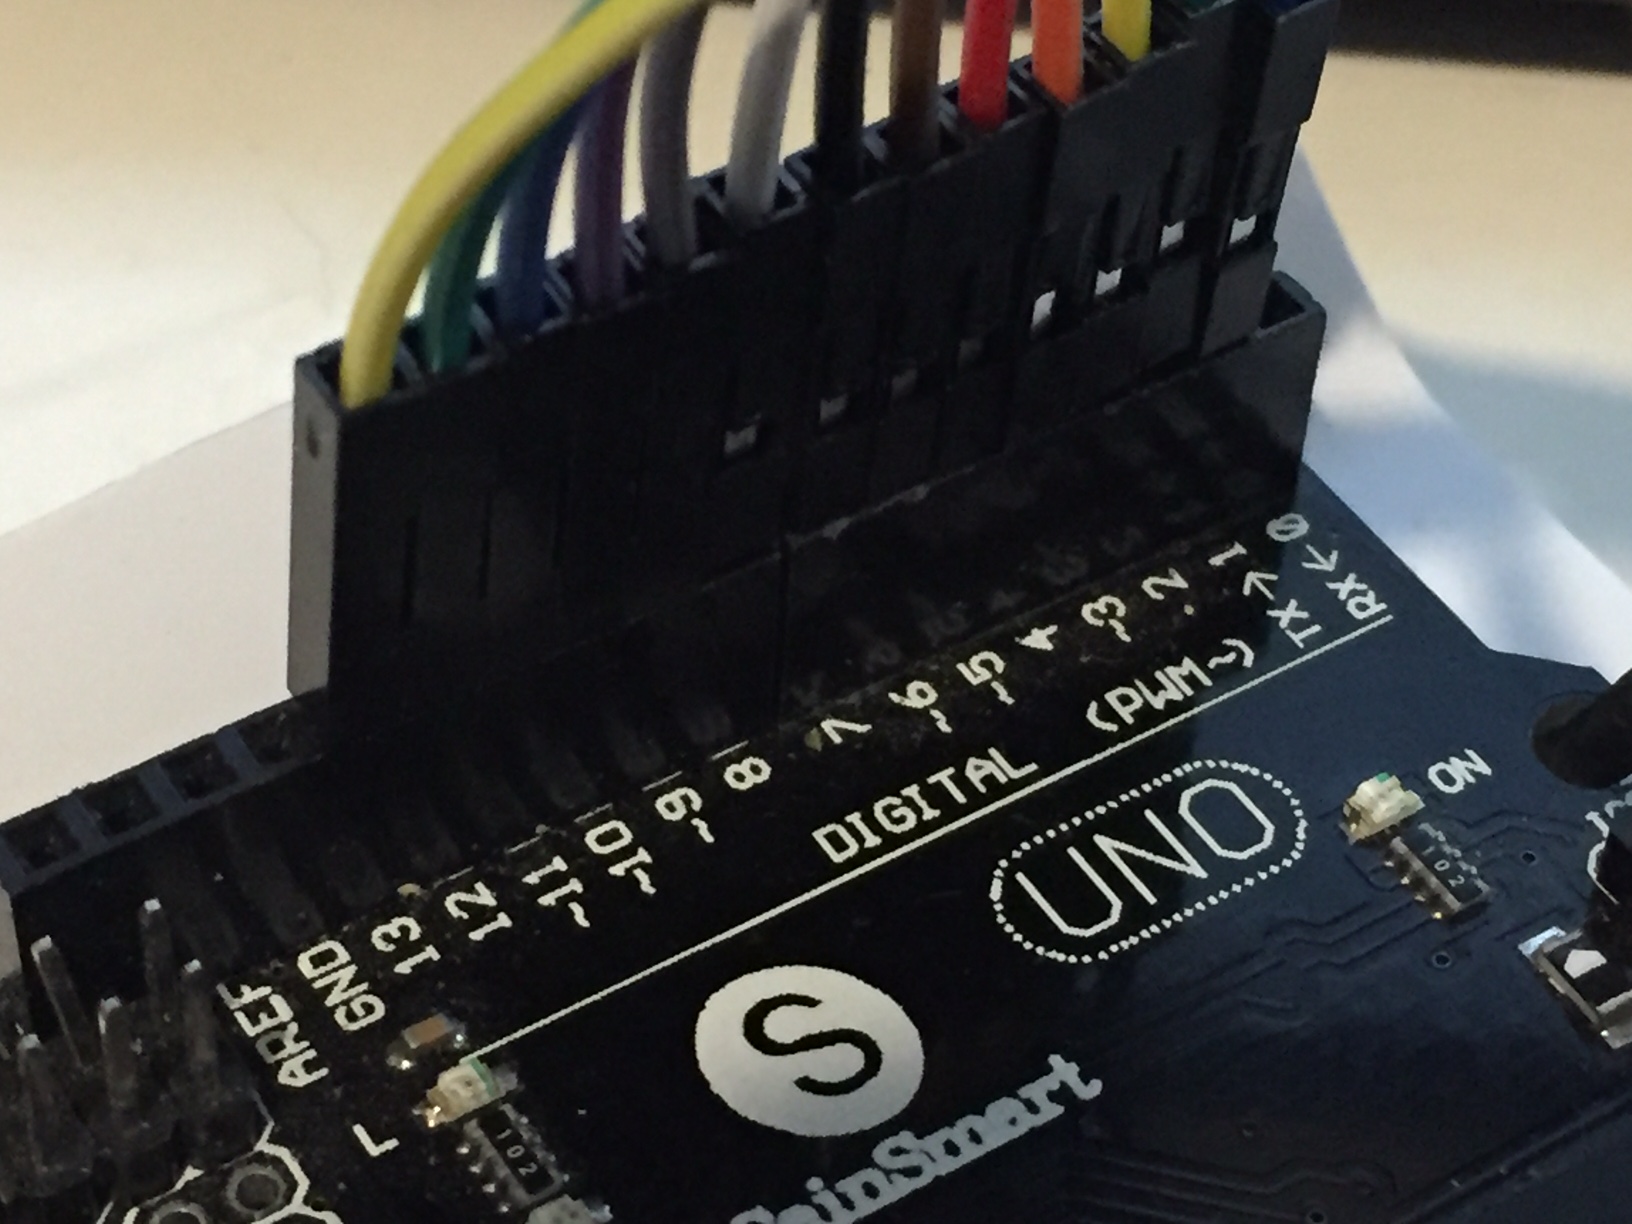 AREF
GND
13
12
~11
~10
~9
8
7
~6
~5
4
~3
2
TX→1
RX←0
DIGITAL (PWM~)
UNO
ON
102
L
102
S
SainSmart